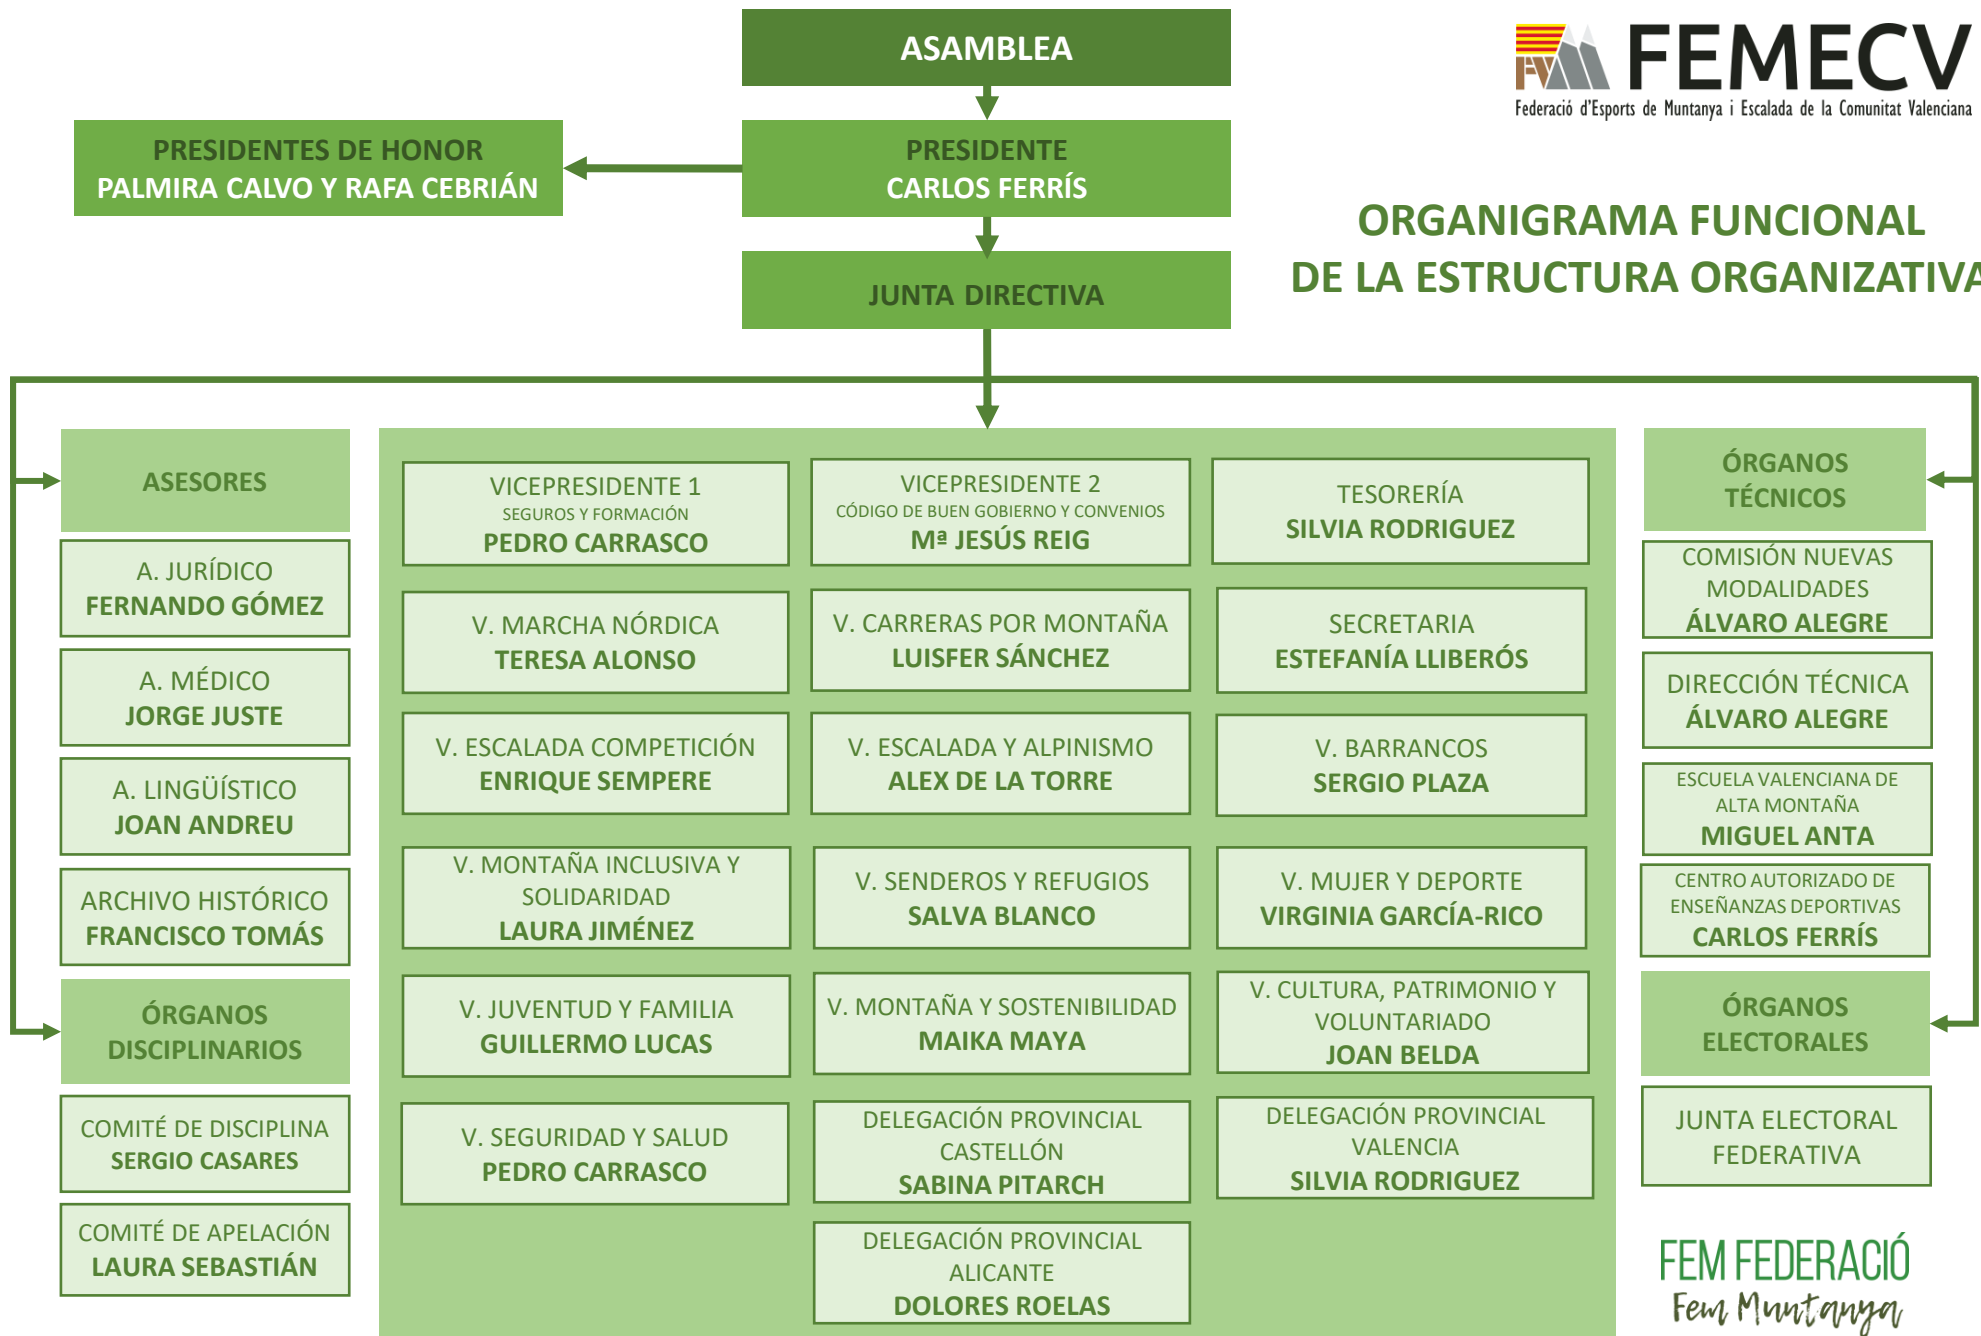 ASAMBLEA
FEMECV
Federació d'Esports de Muntanya i Escalada de la Comunitat Valenciana
PRESIDENTES DE HONOR
PALMIRA CALVO Y RAFA CEBRIÁN
PRESIDENTE
CARLOS FERRÍS
ORGANIGRAMA FUNCIONAL
DE LA ESTRUCTURA ORGANIZATIVA
JUNTA DIRECTIVA
ASESORES
A. JURÍDICO
FERNANDO GÓMEZ
A. MÉDICO
JORGE JUSTE
A. LINGÜÍSTICO
JOAN ANDREU
ARCHIVO HISTÓRICO
FRANCISCO TOMÁS
ÓRGANOS
DISCIPLINARIOS
COMITÉ DE DISCIPLINA
SERGIO CASARES
COMITÉ DE APELACIÓN
LAURA SEBASTIÁN
VICEPRESIDENTE 1
SEGUROS Y FORMACIÓN
PEDRO CARRASCO
VICEPRESIDENTE 2
CÓDIGO DE BUEN GOBIERNO Y CONVENIOS
Mª JESÚS REIG
TESORERÍA
SILVIA RODRIGUEZ
V. MARCHA NÓRDICA
TERESA ALONSO
V. CARRERAS POR MONTAÑA
LUISFER SÁNCHEZ
SECRETARIA
ESTEFANÍA LLIBERÓS
V. ESCALADA COMPETICIÓN
ENRIQUE SEMPERE
V. ESCALADA Y ALPINISMO
ALEX DE LA TORRE
V. BARRANCOS
SERGIO PLAZA
V. MONTAÑA INCLUSIVA Y
SOLIDARIDAD
LAURA JIMÉNEZ
V. SENDEROS Y REFUGIOS
SALVA BLANCO
V. MUJER Y DEPORTE
VIRGINIA GARCÍA-RICO
V. JUVENTUD Y FAMILIA
GUILLERMO LUCAS
V. MONTAÑA Y SOSTENIBILIDAD
MAIKA MAYA
V. CULTURA, PATRIMONIO Y
VOLUNTARIADO
JOAN BELDA
V. SEGURIDAD Y SALUD
PEDRO CARRASCO
DELEGACIÓN PROVINCIAL
CASTELLÓN
SABINA PITARCH
DELEGACIÓN PROVINCIAL
VALENCIA
SILVIA RODRIGUEZ
DELEGACIÓN PROVINCIAL
ALICANTE
DOLORES ROELAS
ÓRGANOS
TÉCNICOS
COMISIÓN NUEVAS
MODALIDADES
ÁLVARO ALEGRE
DIRECCIÓN TÉCNICA
ÁLVARO ALEGRE
ESCUELA VALENCIANA DE
ALTA MONTAÑA
MIGUEL ANTA
CENTRO AUTORIZADO DE
ENSEÑANZAS DEPORTIVAS
CARLOS FERRÍS
ÓRGANOS
ELECTORALES
JUNTA ELECTORAL
FEDERATIVA
FEM FEDERACIÓ
Fem Muntanya